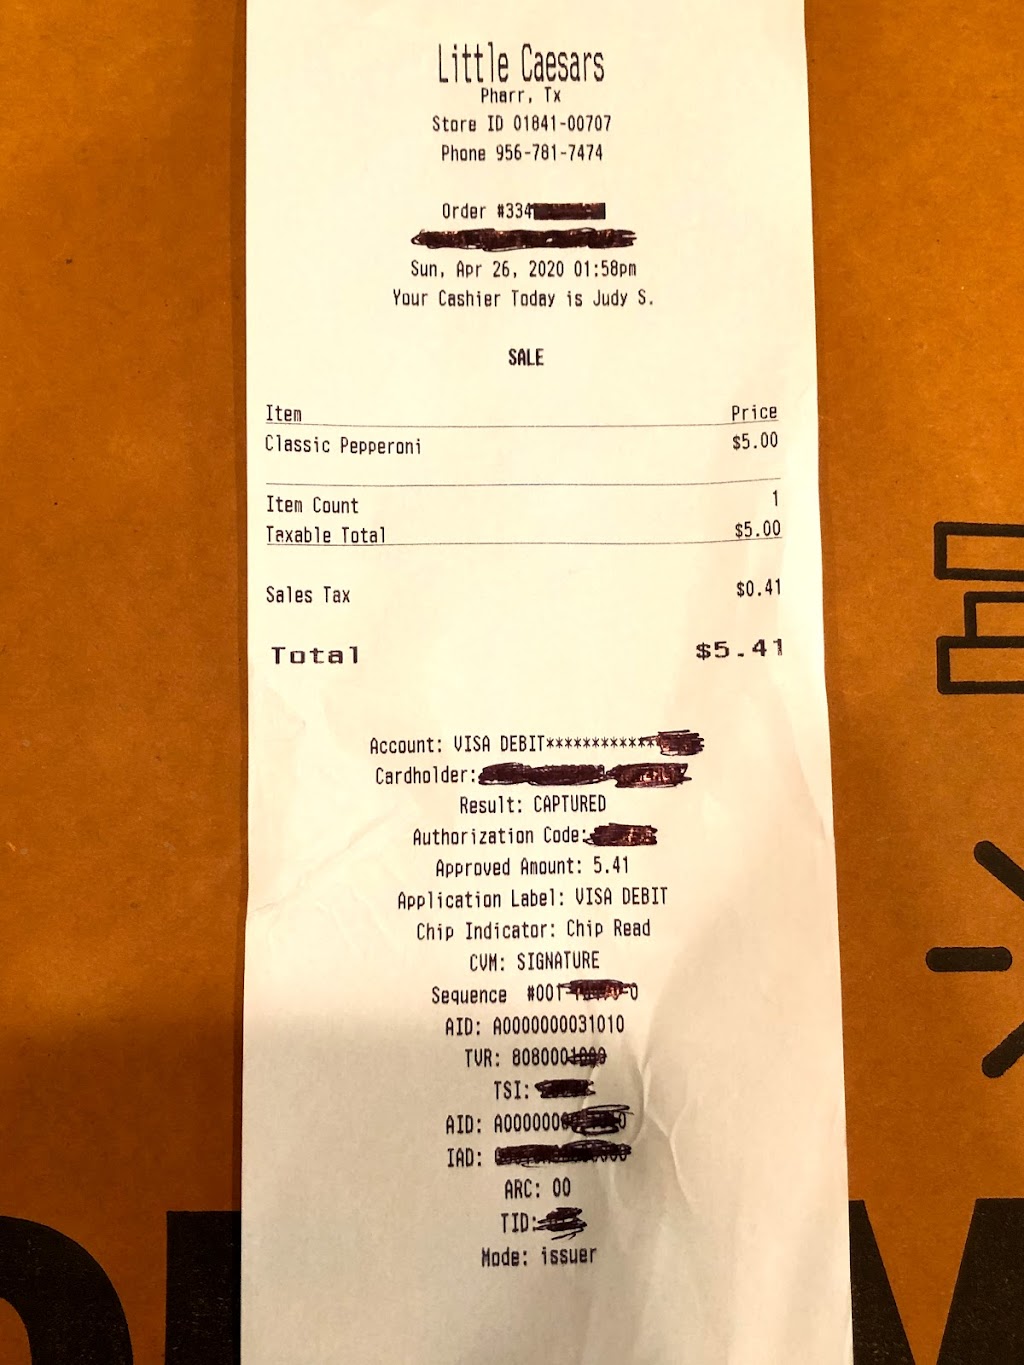 Little Caesars
Pharr, Tx
Store ID 01841-00707
Phone 956-781-7474
Order #334
Sun, Apr 26, 2020 01:58pm
Your Cashier Today is Judy S.
SALE
Item Price
Classic Pepperoni $5.00
Item Count 1
Taxable Total $5.00
Sales Tax $0.41
Total $5.41
Account: VISA DEBIT************
Cardholder:
Result: CAPTURED
Authorization Code:
Approved Amount: 5.41
Application Label: VISA DEBIT
Chip Indicator: Chip Read
CVM: SIGNATURE
Sequence #001 0
AID: A0000000031010
TVR: 8080001000
TSI:
AID: A0000000
IAD:
ARC: 00
TID:
Mode: issuer